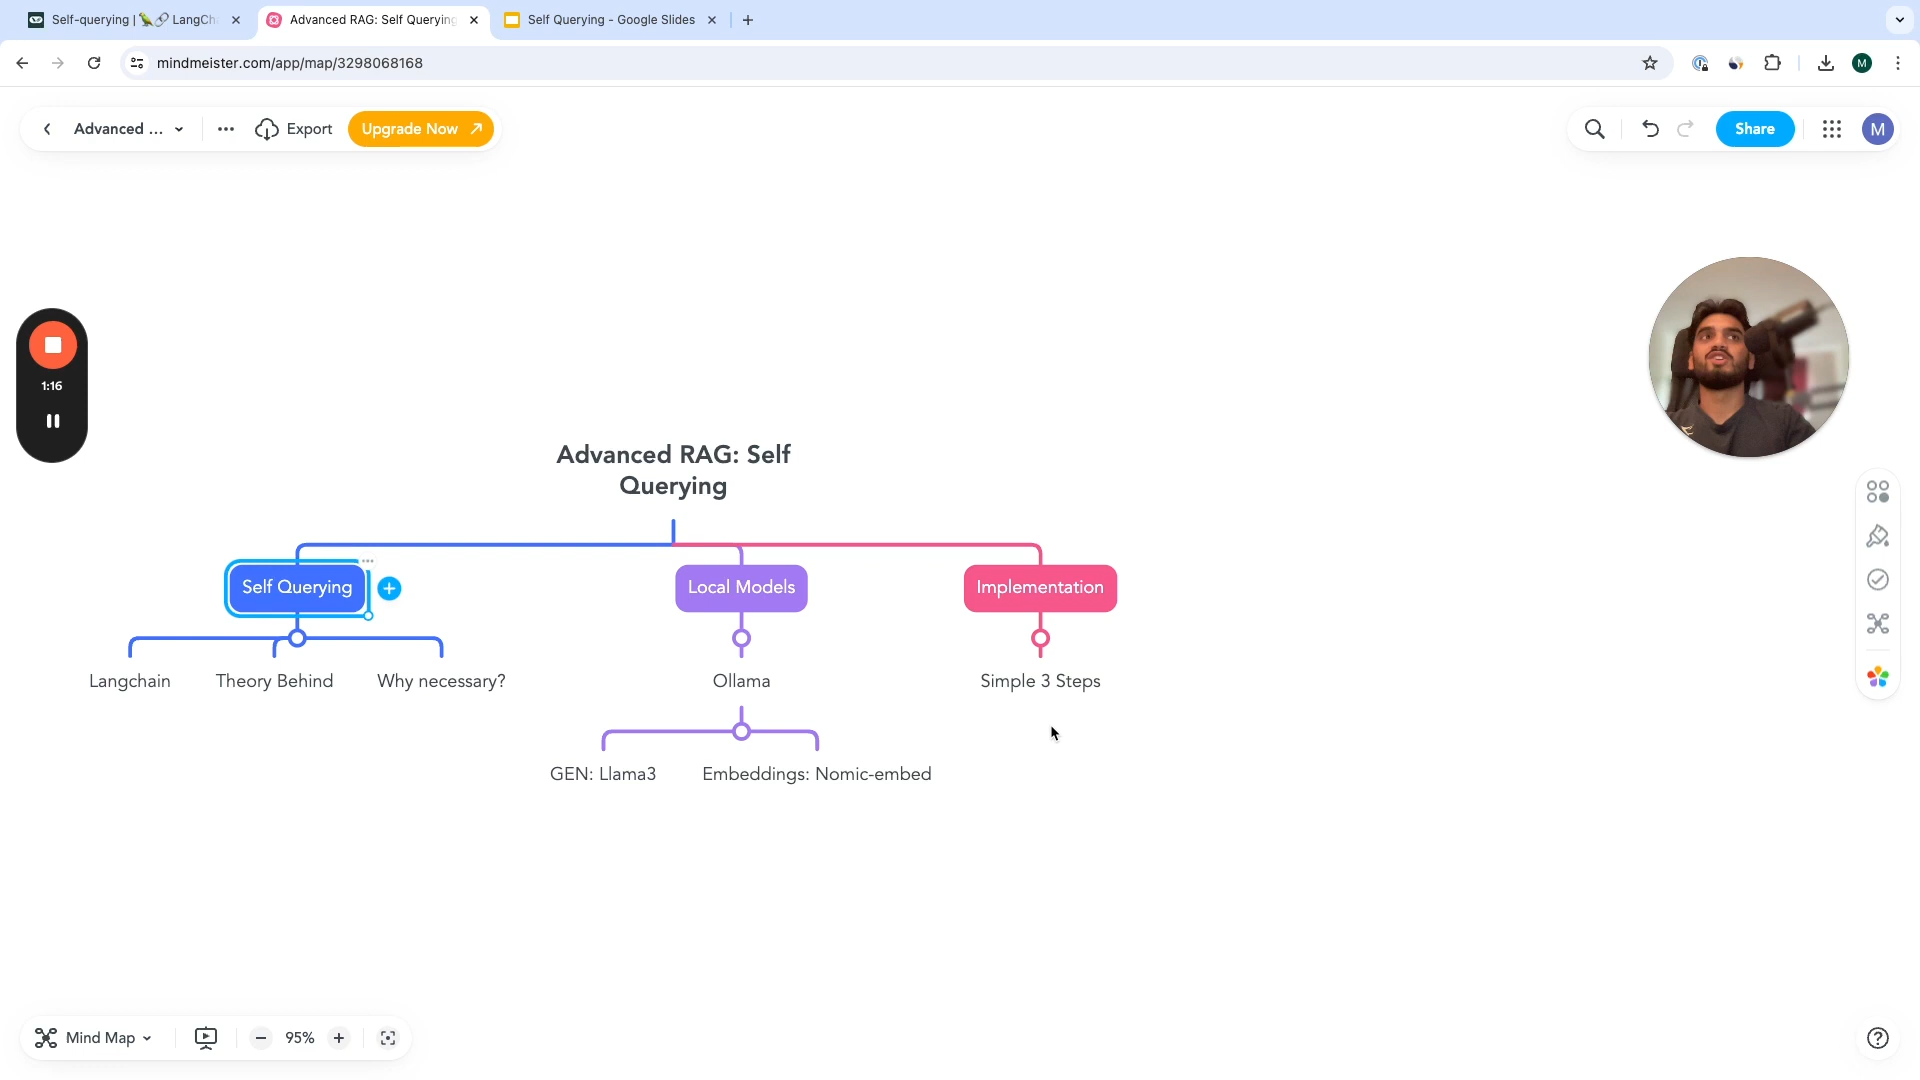 Self-querying | 🦜🔗 LangCh
Advanced RAG: Self Querying
Self Querying - Google Slides
mindmeister.com/app/map/3298068168
M
Advanced ...
Export
Upgrade Now
Share
M
1:16
Advanced RAG: Self
Querying
Self Querying
Local Models
Implementation
Langchain
Theory Behind
Why necessary?
Ollama
Simple 3 Steps
GEN: Llama3
Embeddings: Nomic-embed
Mind Map
95%